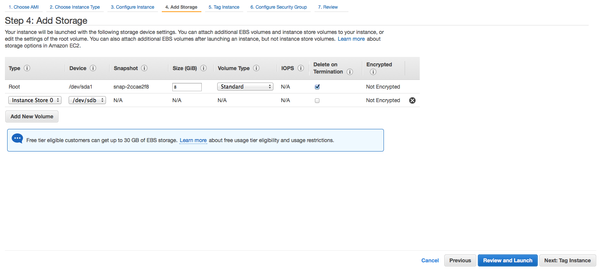 1. Choose AMI 2. Choose Instance Type 3. Configure Instance 4. Add Storage 5. Tag Instance 6. Configure Security Group 7. Review
Step 4: Add Storage
Your instance will be launched with the following storage device settings. You can attach additional EBS volumes and instance store volumes to your instance, or
edit the settings of the root volume. You can also attach additional EBS volumes after launching an instance, but not instance store volumes. Learn more about
storage options in Amazon EC2.
Type Device Snapshot Size (GiB) Volume Type IOPS Delete on Termination Encrypted
Root /dev/sda1 snap-2ccae2f8 8 Standard N/A Not Encrypted
Instance Store 0 /dev/sdb N/A N/A N/A N/A Not Encrypted
Add New Volume
Free tier eligible customers can get up to 30 GB of EBS storage. Learn more about free usage tier eligibility and usage restrictions.
Cancel Previous Review and Launch Next: Tag Instance